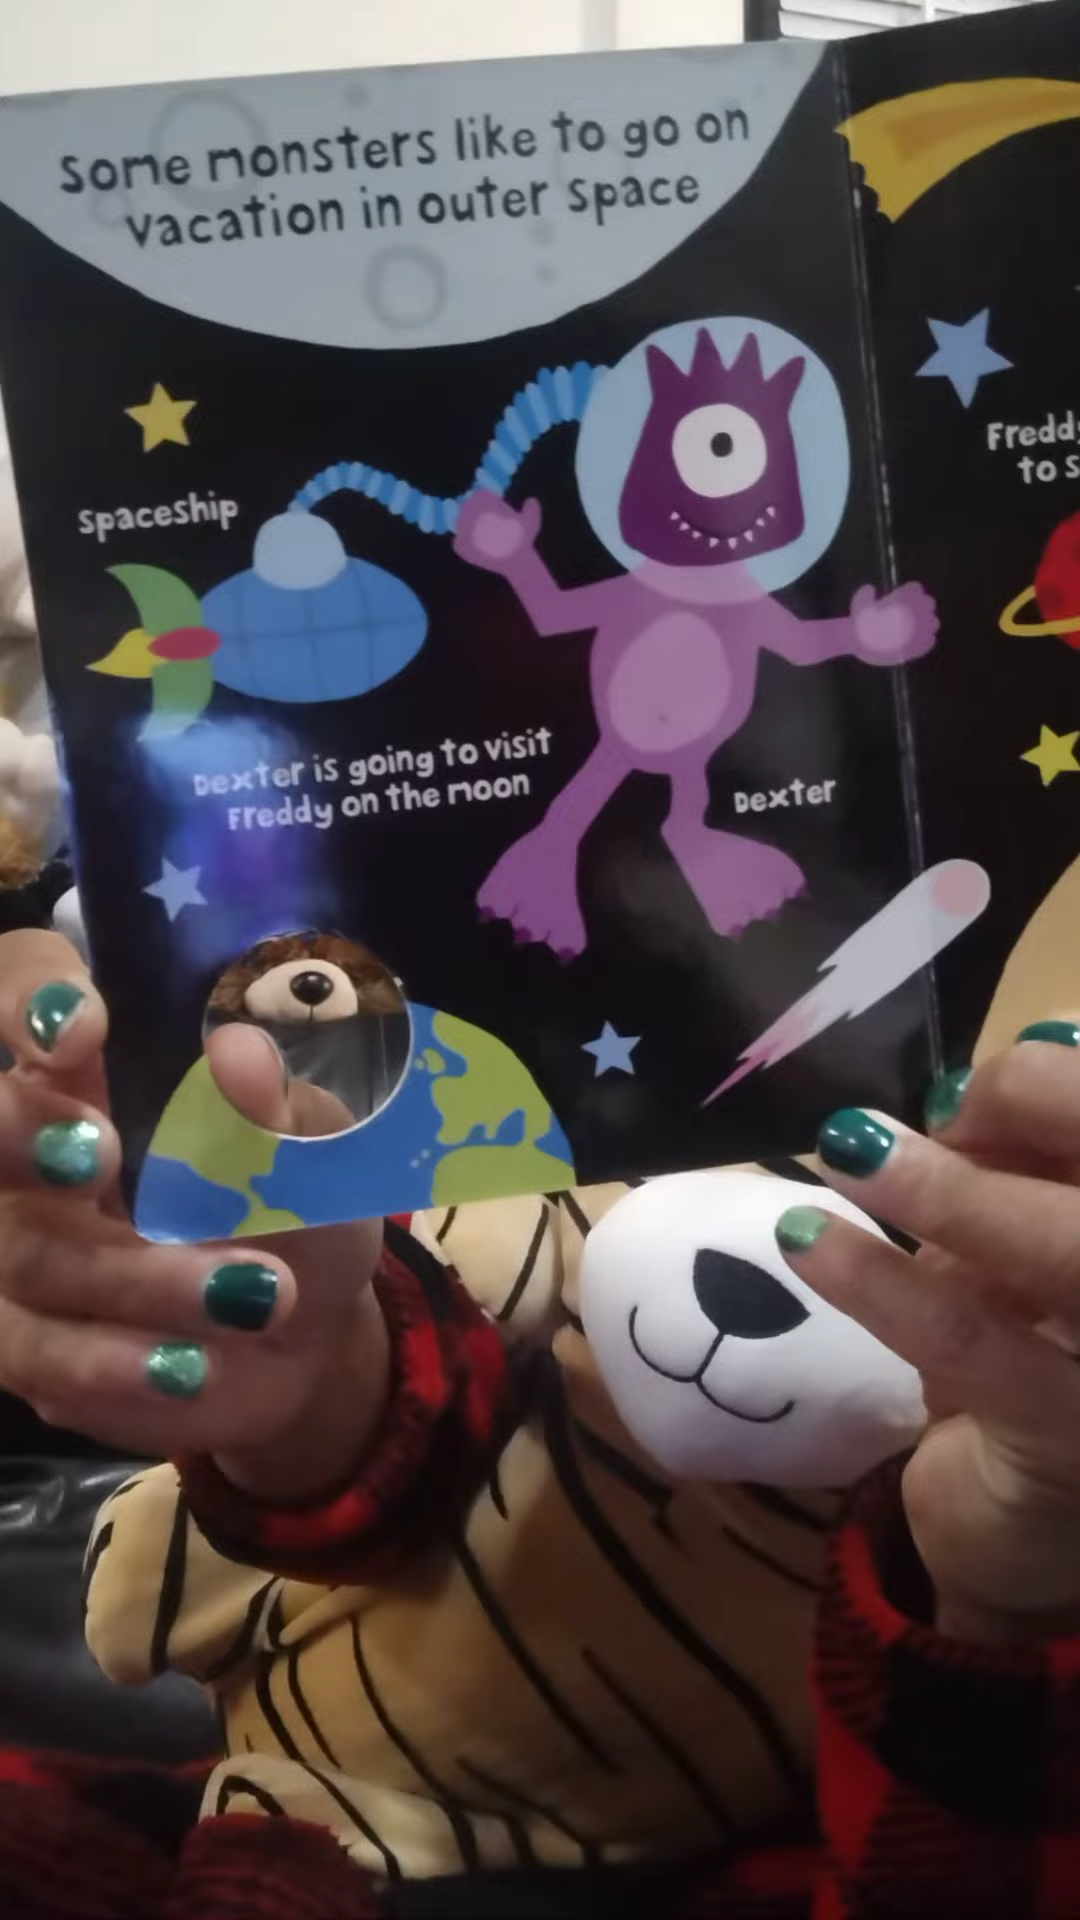 Some monsters like to go on
vacation in outer space
Spaceship
Dexter is going to visit
Freddy on the moon
Dexter
Freddy
to s